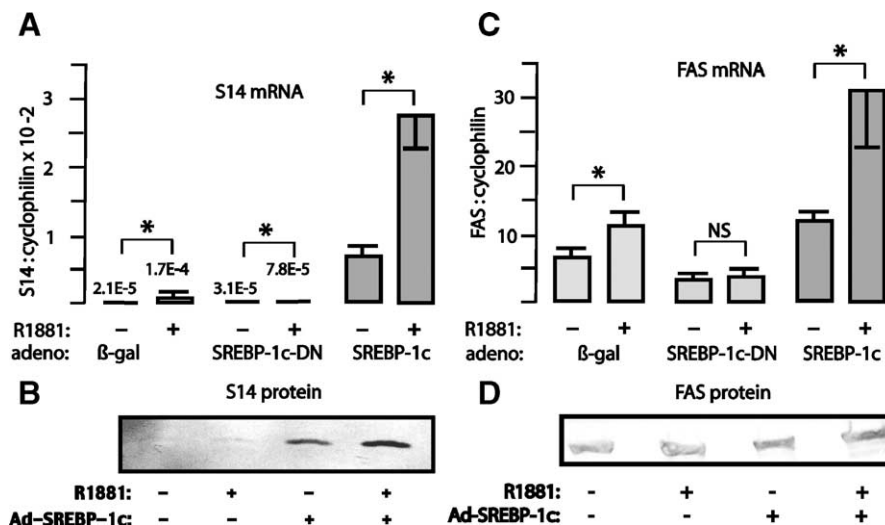 A
S14 mRNA
S14 : cyclophilin x 10 -2
3
2
1
*
*
*
2.1E-5
1.7E-4
3.1E-5
7.8E-5
R1881: – + – + – +
adeno: ß-gal SREBP-1c-DN SREBP-1c
B
S14 protein
R1881: – + – +
Ad–SREBP–1c: – – + +
C
FAS mRNA
FAS : cyclophilin
30
20
10
*
NS
*
R1881: – + – + – +
adeno: ß-gal SREBP-1c-DN SREBP-1c
D
FAS protein
R1881: - + - +
Ad-SREBP-1c: - - + +